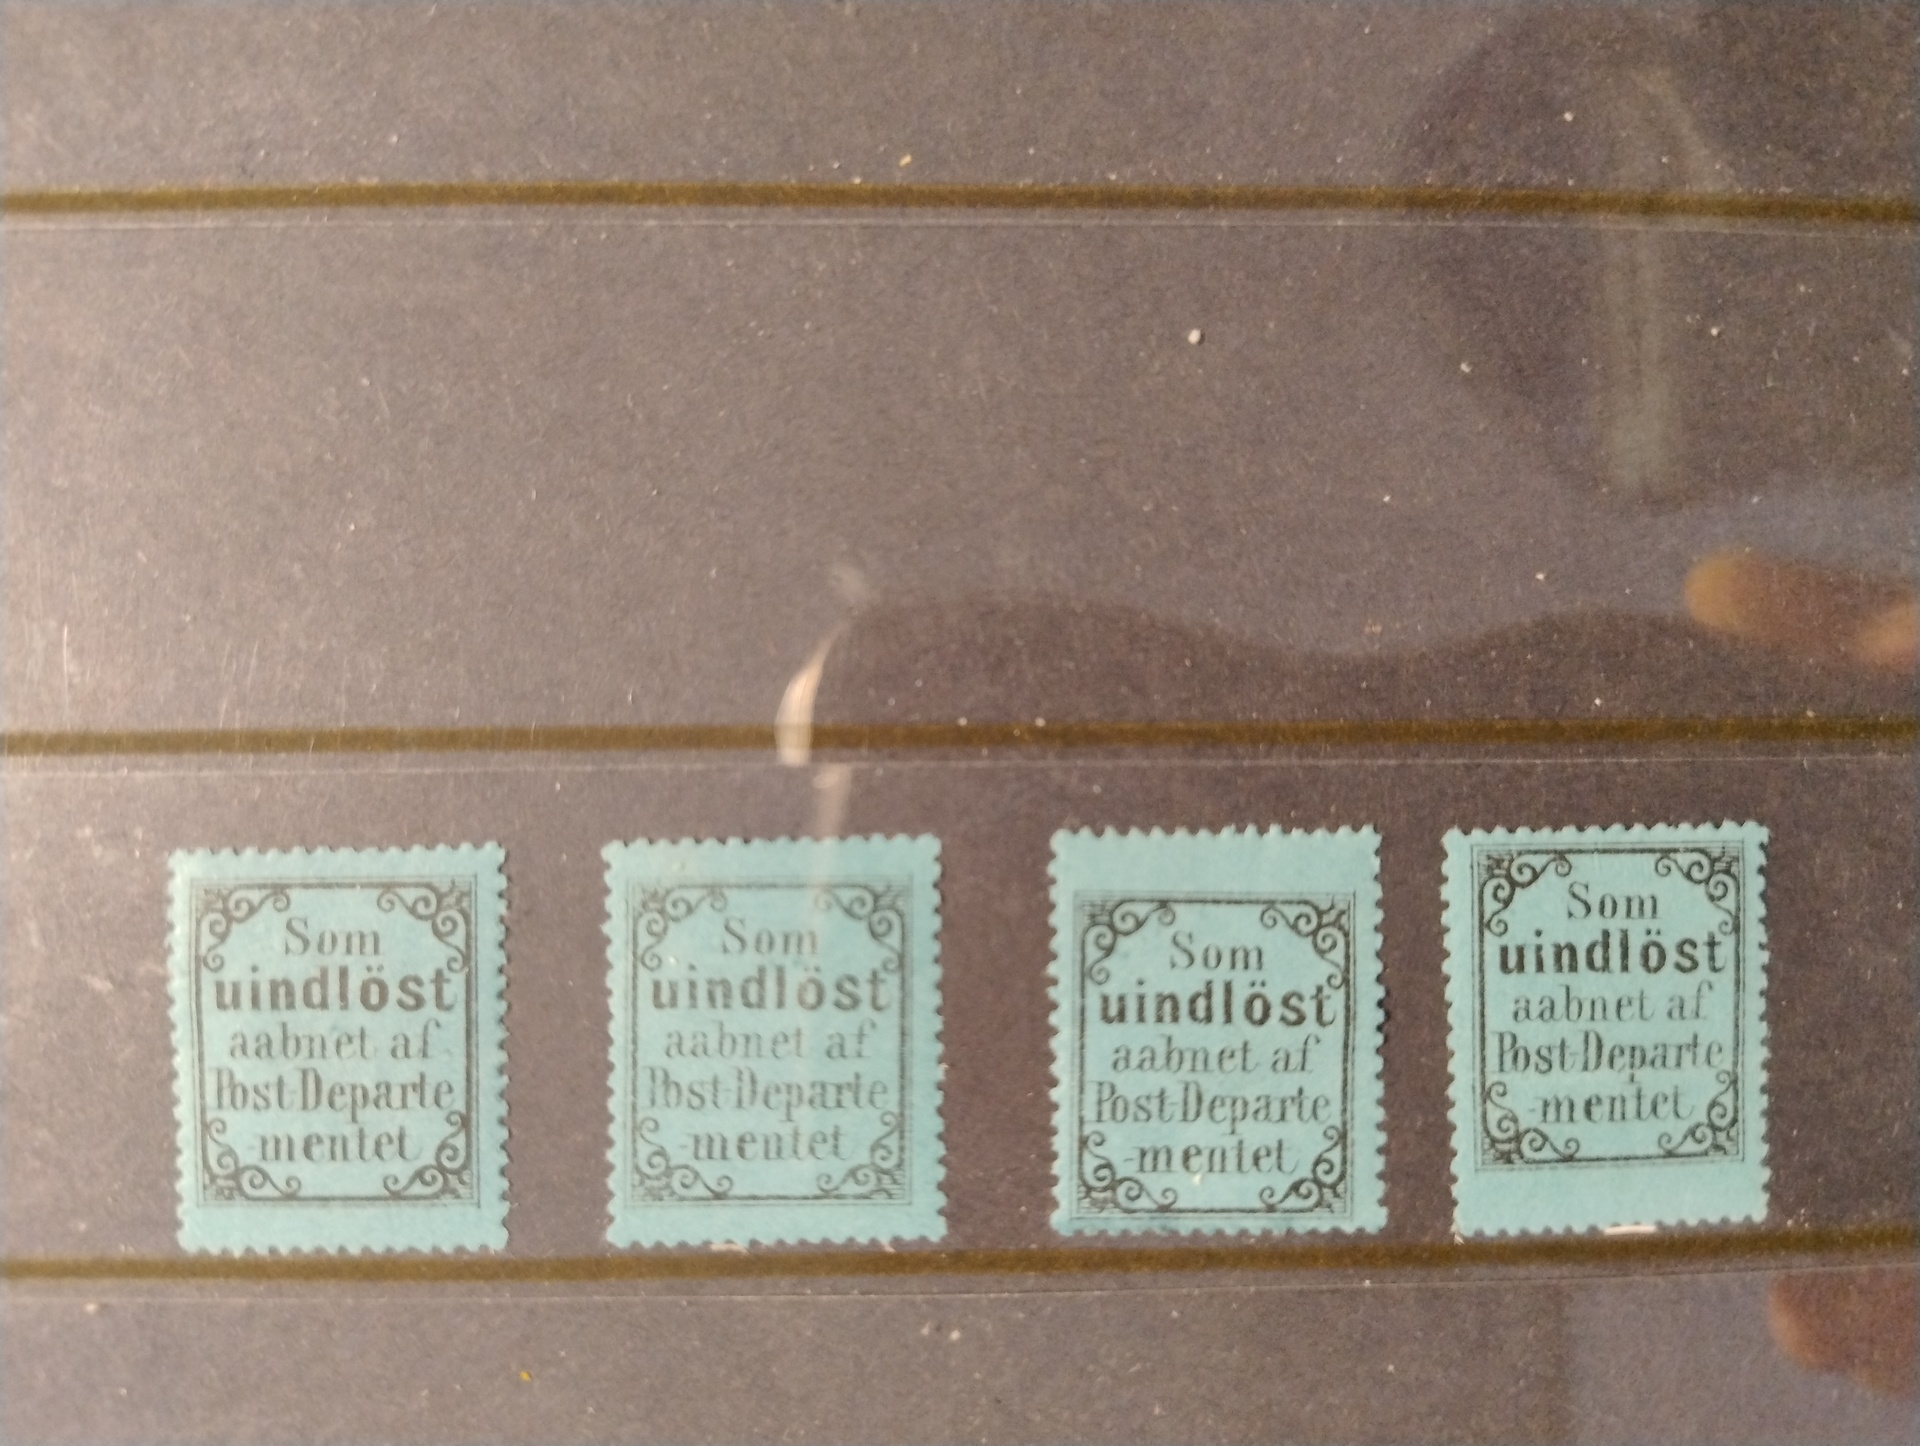 Som
uindlöst
aabnet af
Post-Departe
-mentet
Som
uindlöst
aabnet af
Post-Departe
-mentet
Som
uindlöst
aabnet af
Post-Departe
-mentet
Som
uindlöst
aabnet af
Post-Departe
-mentet